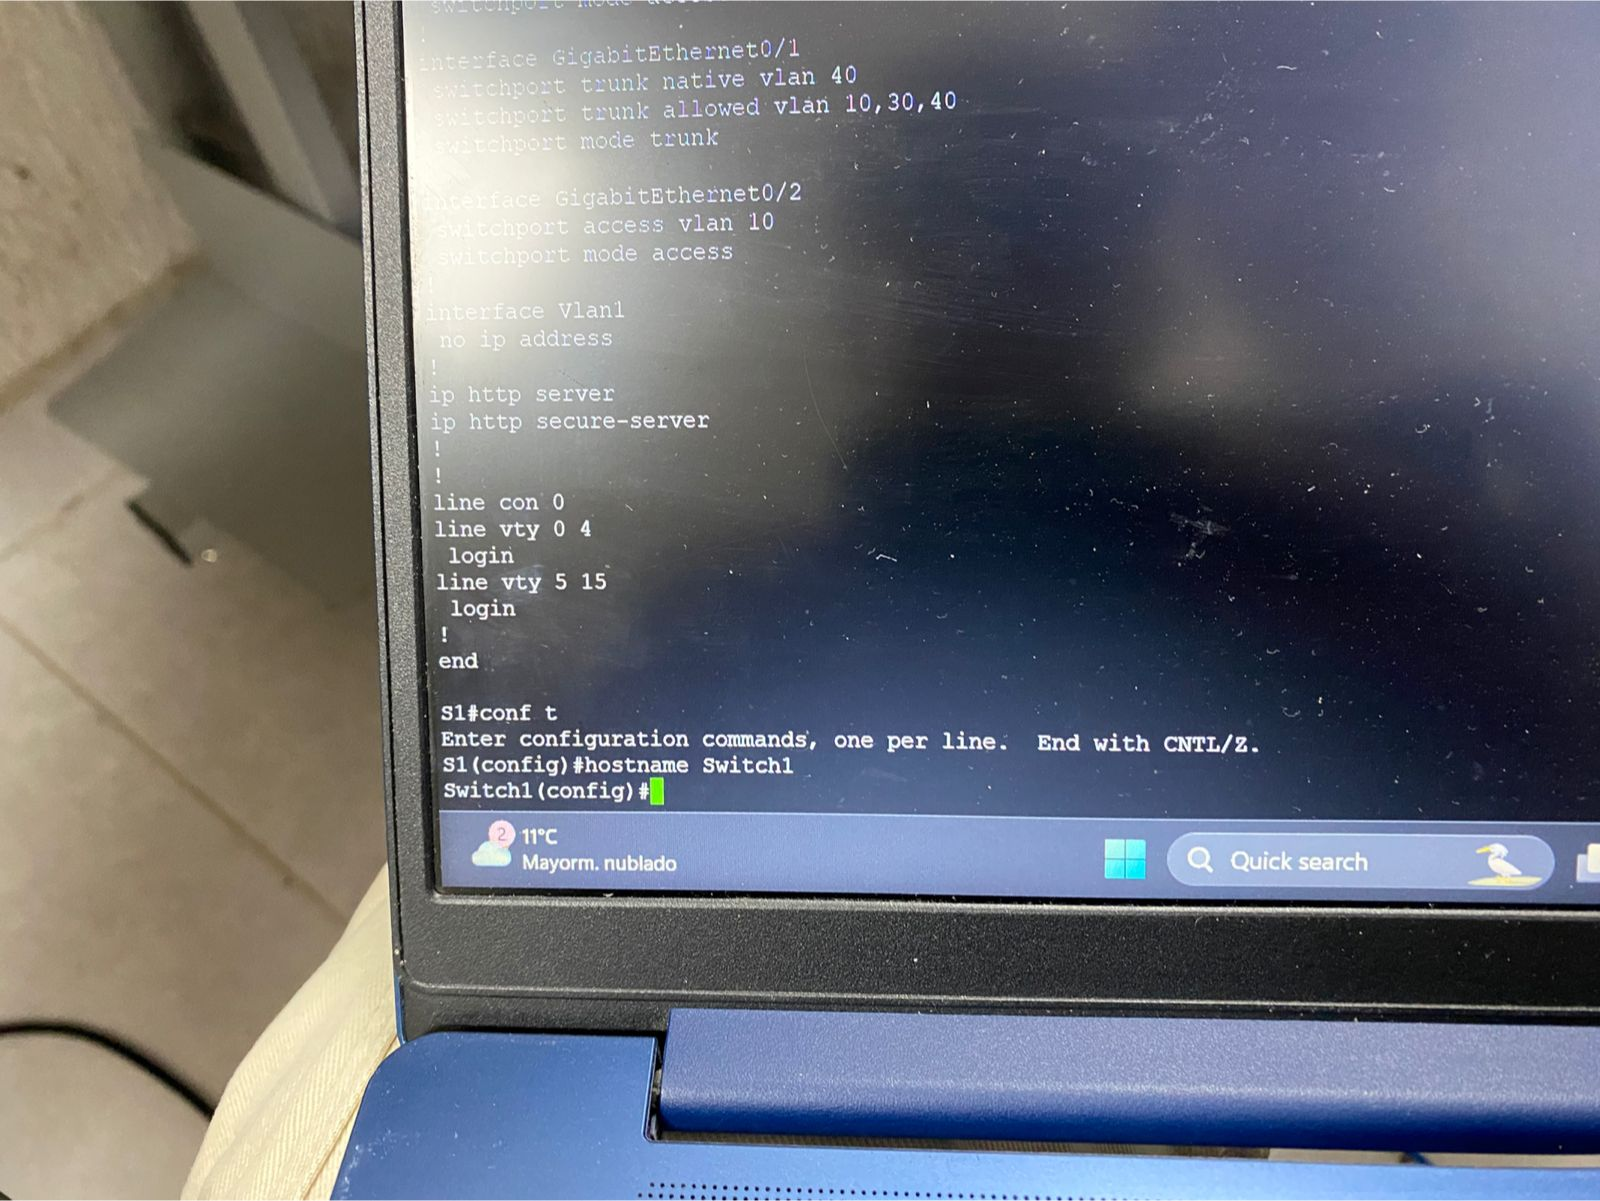 switchport mode access
!
interface GigabitEthernet0/1
switchport trunk native vlan 40
switchport trunk allowed vlan 10,30,40
switchport mode trunk
interface GigabitEthernet0/2
switchport access vlan 10
switchport mode access
!
interface Vlan1
no ip address
!
ip http server
ip http secure-server
!
!
line con 0
line vty 0 4
login
line vty 5 15
login
!
end
S1#conf t
Enter configuration commands, one per line.  End with CNTL/Z.
S1(config)#hostname Switch1
Switch1(config)#
2
11°C
Mayorm. nublado
Quick search